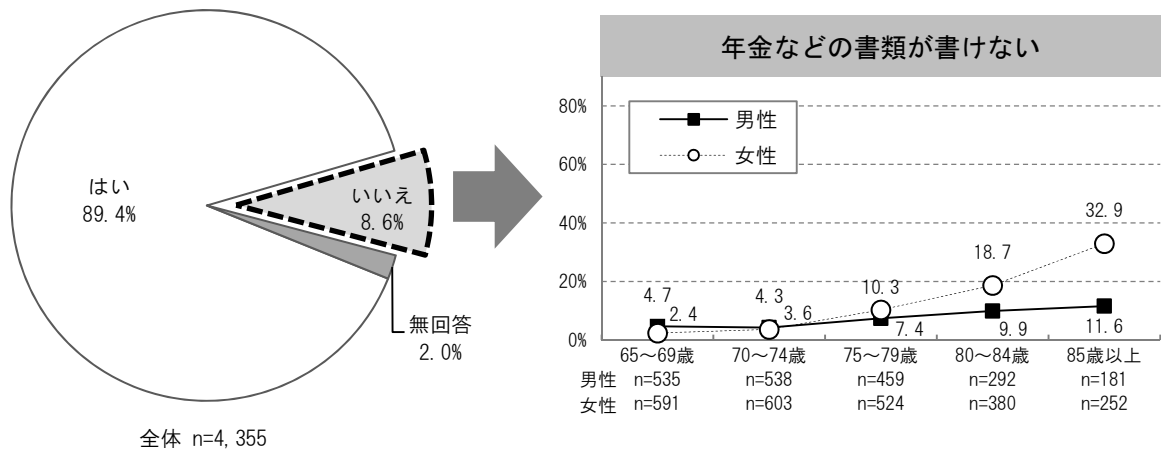 はい
89.4%
いいえ
8.6%
無回答
2.0%
全体 n=4,355
年金などの書類が書けない
80%
60%
40%
20%
0%
男性
女性
4.7
2.4
4.3
3.6
10.3
7.4
18.7
9.9
32.9
11.6
65～69歳 70～74歳 75～79歳 80～84歳 85歳以上
男性 n=535 n=538 n=459 n=292 n=181
女性 n=591 n=603 n=524 n=380 n=252